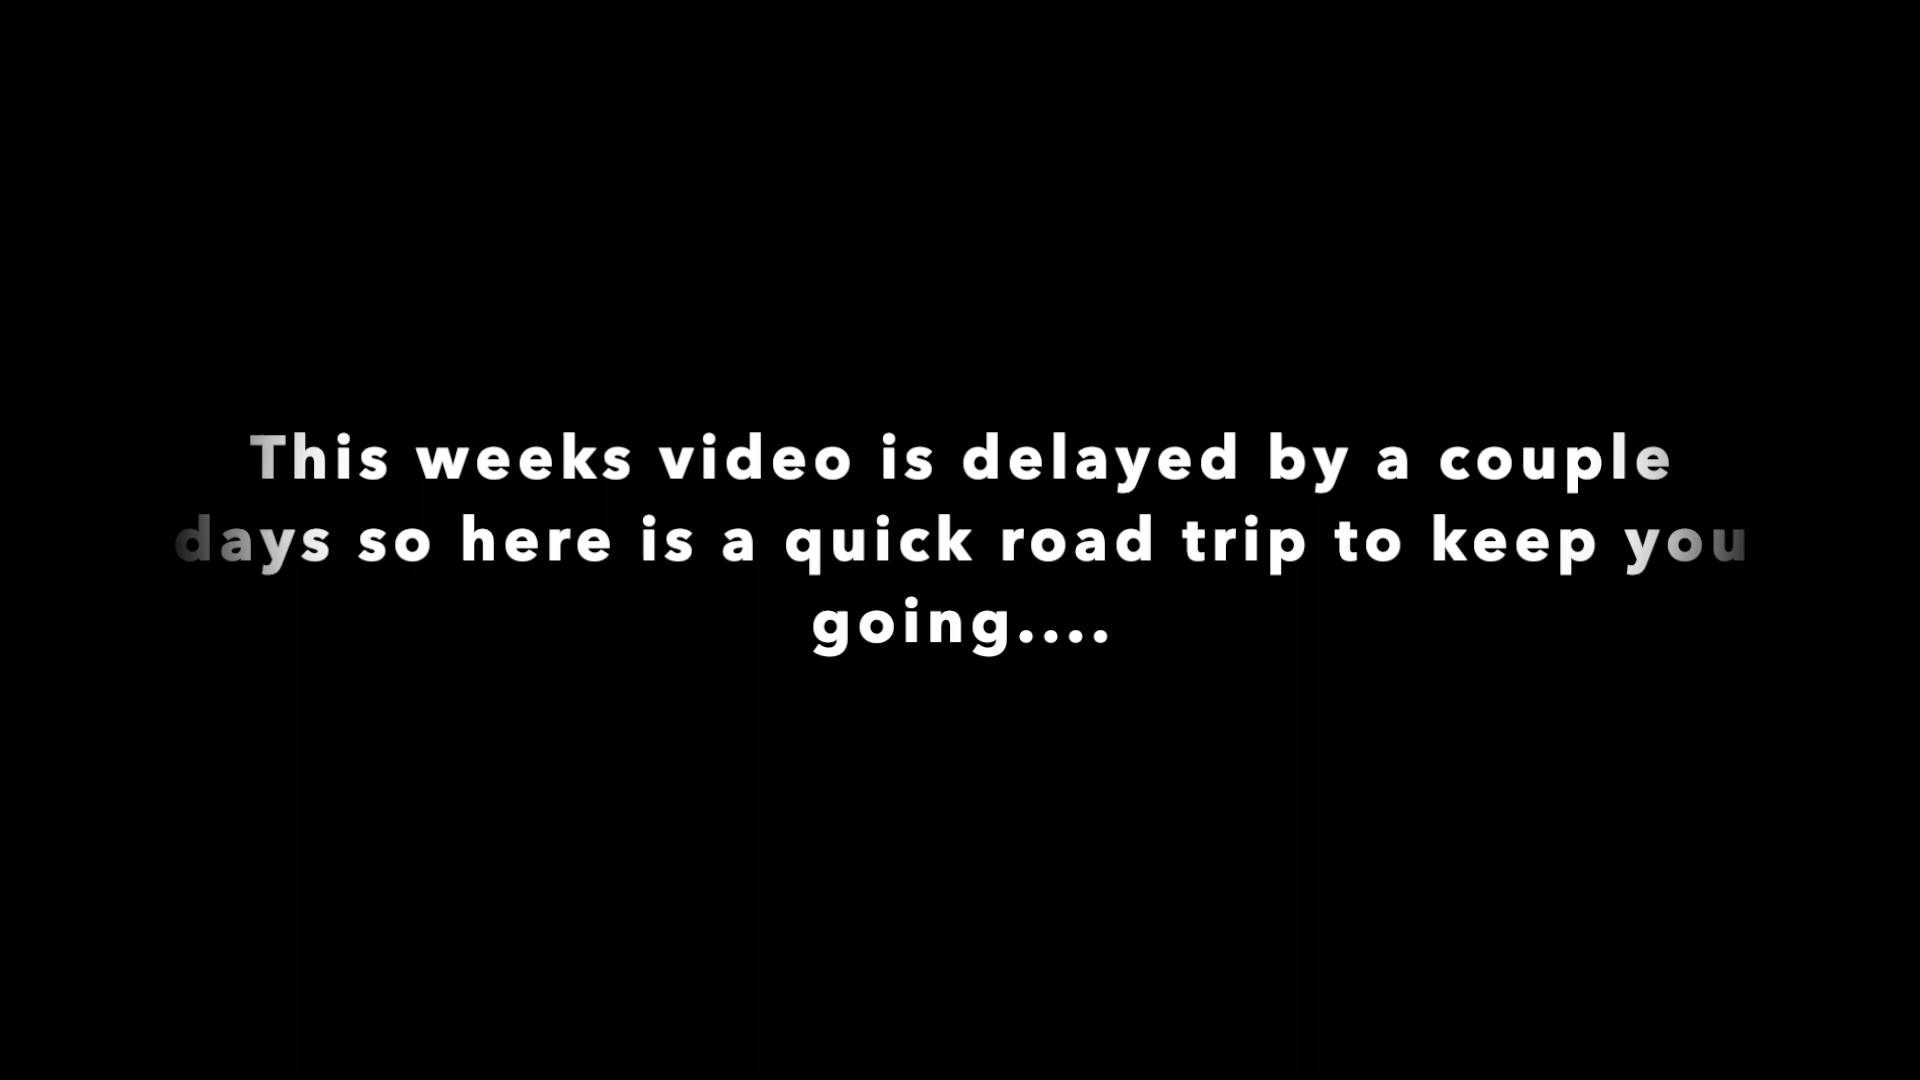 This weeks video is delayed by a couple
days so here is a quick road trip to keep you
going....